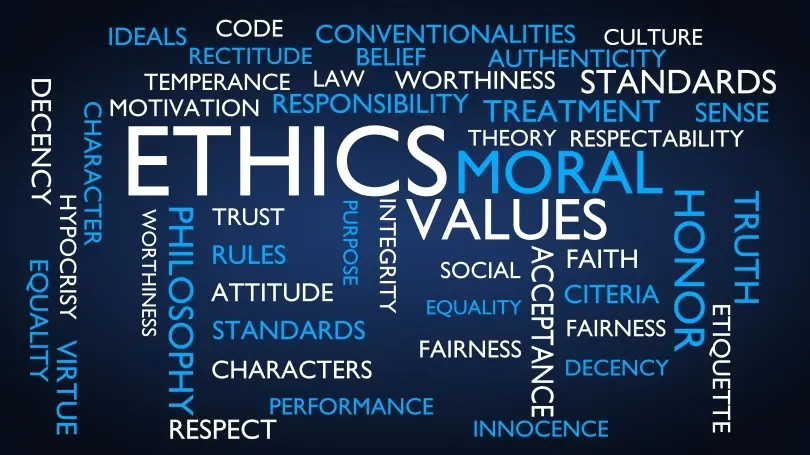 IDEALS
CODE
CONVENTIONALITIES
CULTURE
RECTITUDE
BELIEF
AUTHENTICITY
TEMPERANCE
LAW
WORTHINESS
STANDARDS
MOTIVATION
RESPONSIBILITY
TREATMENT
SENSE
DECENCY
CHARACTER
ETHICS
THEORY
RESPECTABILITY
MORAL
VALUES
HYPOCRISY
WORTHINESS
PHILOSOPHY
TRUST
PURPOSE
INTEGRITY
HONOR
TRUTH
RULES
SOCIAL
ACCEPTANCE
FAITH
EQUALITY
ATTITUDE
EQUALITY
CITERIA
STANDARDS
FAIRNESS
FAIRNESS
ETIQUETTE
VIRTUE
CHARACTERS
DECENCY
PERFORMANCE
RESPECT
INNOCENCE